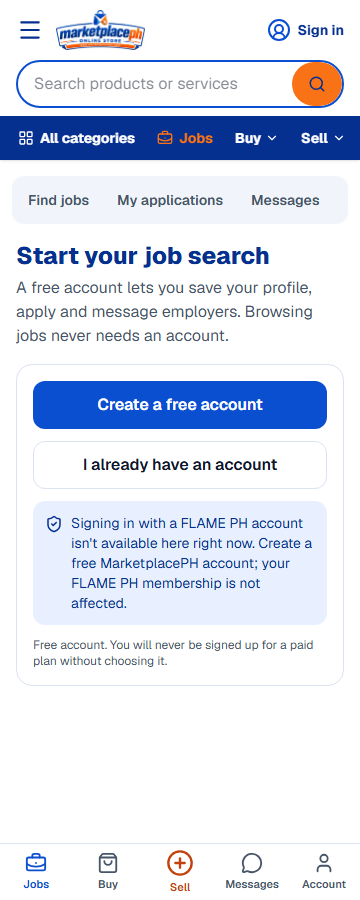 marketplaceph
ONLINE STORE
Sign in
Search products or services
All categories
Jobs
Buy
Sell
Find jobs
My applications
Messages
Start your job search
A free account lets you save your profile,
apply and message employers. Browsing
jobs never needs an account.
Create a free account
I already have an account
Signing in with a FLAME PH account
isn't available here right now. Create a
free MarketplacePH account; your
FLAME PH membership is not
affected.
Free account. You will never be signed up for a paid
plan without choosing it.
Jobs
Buy
Sell
Messages
Account